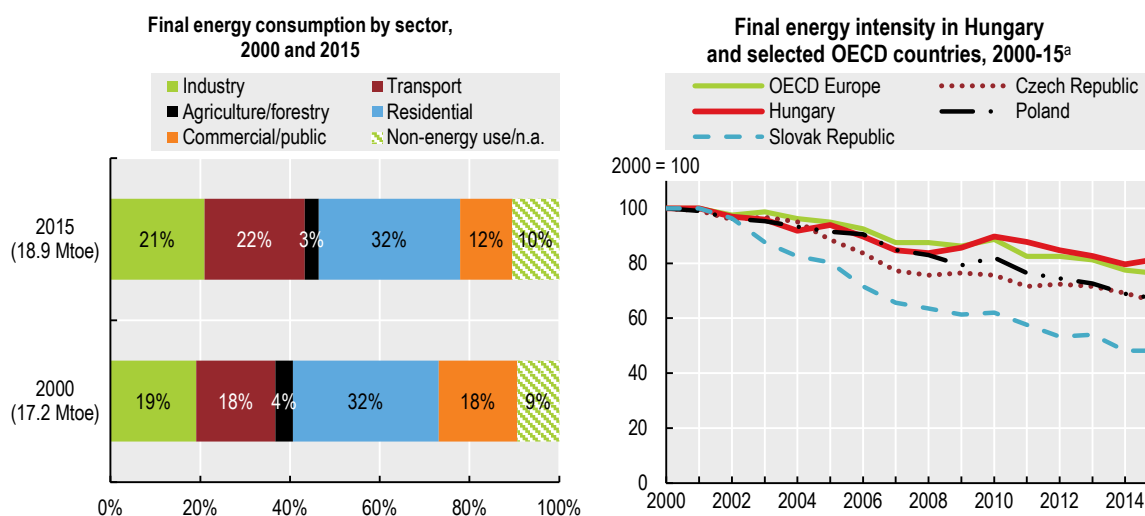 Final energy consumption by sector,
2000 and 2015
Industry
Transport
Agriculture/forestry
Residential
Commercial/public
Non-energy use/n.a.
2015
(18.9 Mtoe)
21%
22%
3%
32%
12%
10%
2000
(17.2 Mtoe)
19%
18%
4%
32%
18%
9%
0%
20%
40%
60%
80%
100%
Final energy intensity in Hungary
and selected OECD countries, 2000-15ᵃ
OECD Europe
Czech Republic
Hungary
Poland
Slovak Republic
2000 = 100
100
80
60
40
20
0
2000
2002
2004
2006
2008
2010
2012
2014